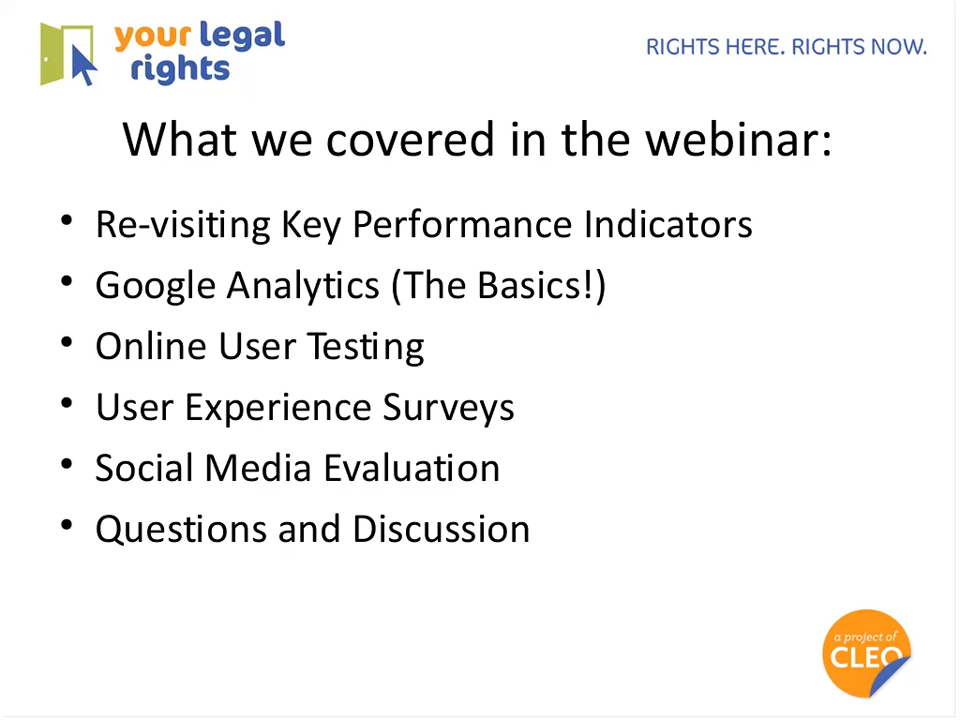 your legal
rights
RIGHTS HERE. RIGHTS NOW.
What we covered in the webinar:
• Re-visiting Key Performance Indicators
• Google Analytics (The Basics!)
• Online User Testing
• User Experience Surveys
• Social Media Evaluation
• Questions and Discussion
a project of
CLEO